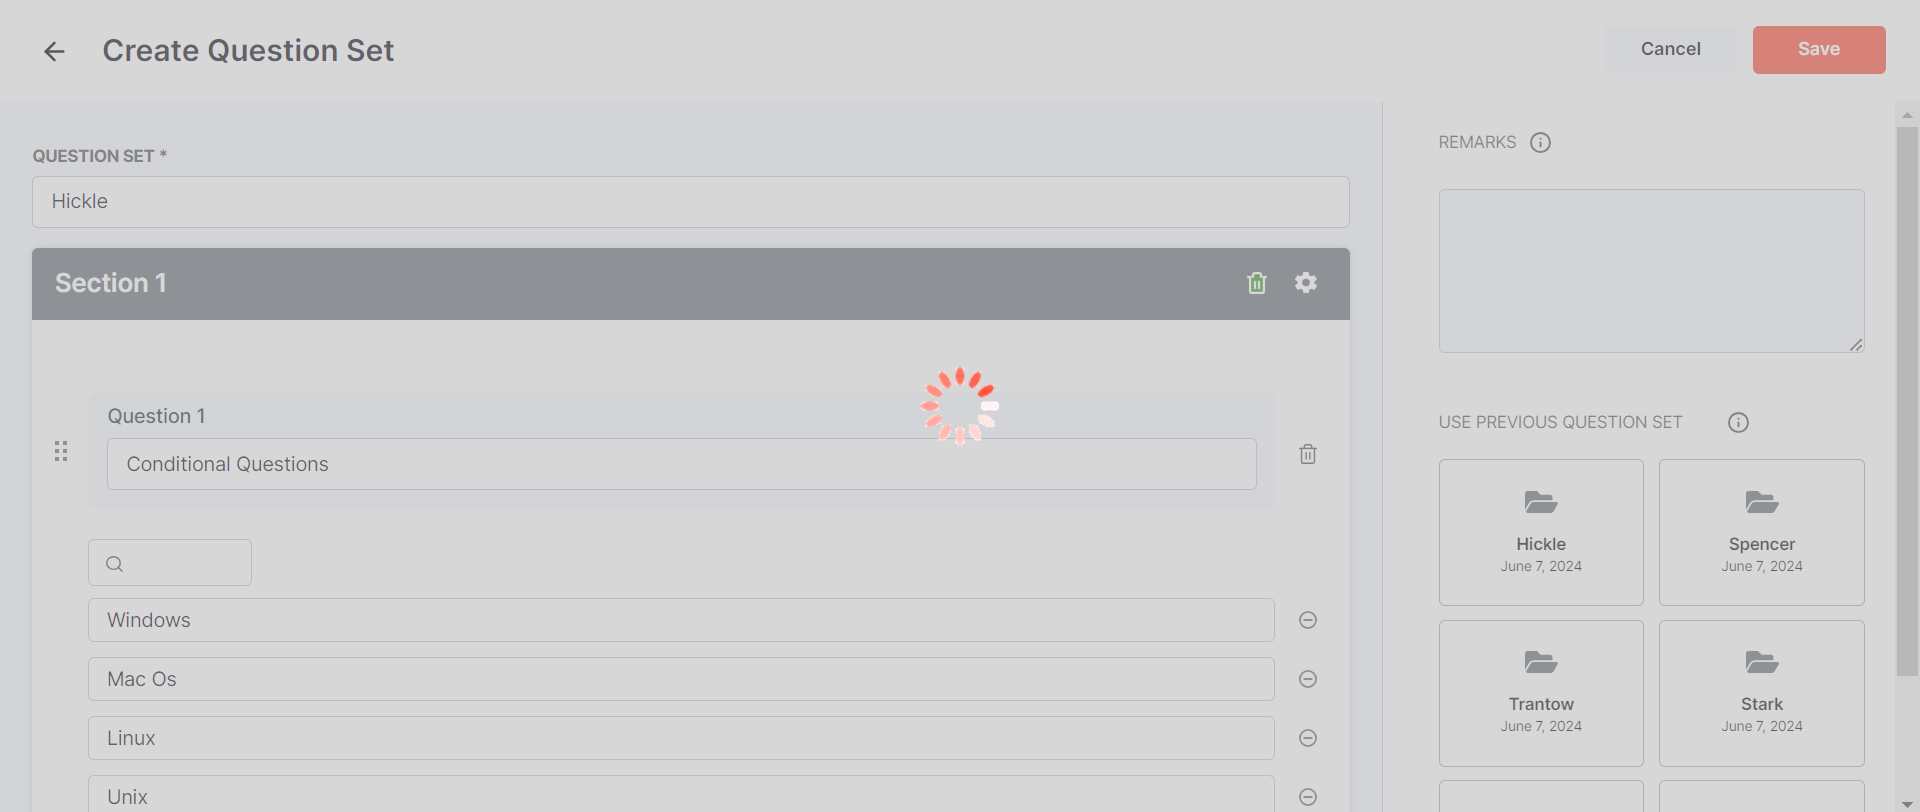 Create Question Set
Cancel
Save
QUESTION SET *
Hickle
Section 1
Question 1
Conditional Questions
Windows
Mac Os
Linux
Unix
REMARKS
USE PREVIOUS QUESTION SET
Hickle
June 7, 2024
Spencer
June 7, 2024
Trantow
June 7, 2024
Stark
June 7, 2024